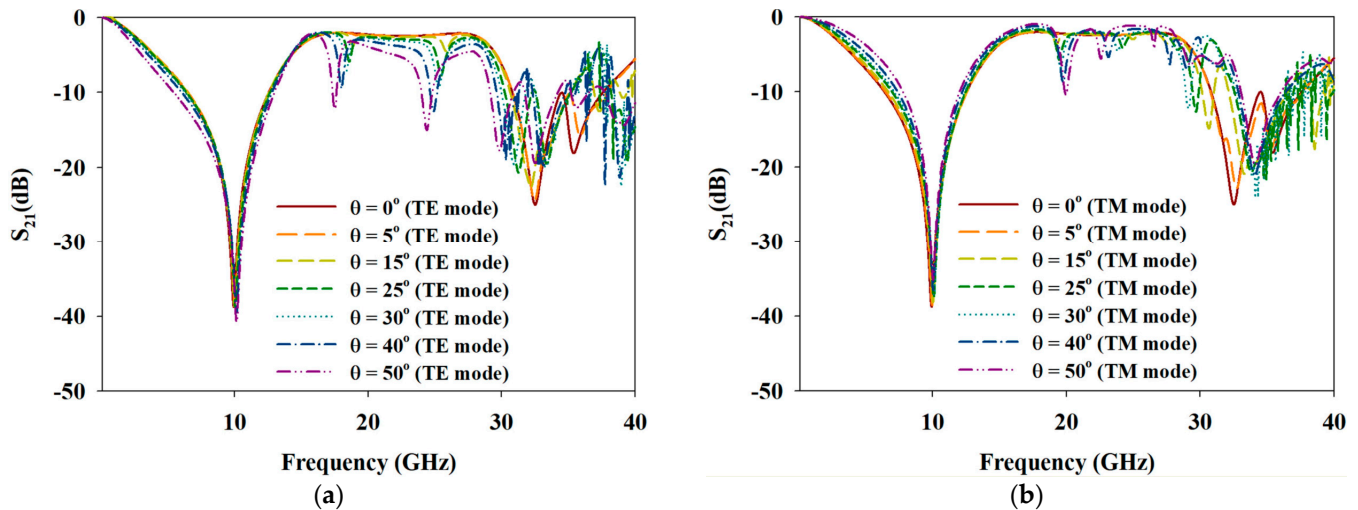 0
-10
-20
-30
-40
-50
S21(dB)
θ = 0° (TE mode)
θ = 5° (TE mode)
θ = 15° (TE mode)
θ = 25° (TE mode)
θ = 30° (TE mode)
θ = 40° (TE mode)
θ = 50° (TE mode)
10 20 30 40
Frequency (GHz)
(a)
0
-10
-20
-30
-40
-50
S21(dB)
θ = 0° (TM mode)
θ = 5° (TM mode)
θ = 15° (TM mode)
θ = 25° (TM mode)
θ = 30° (TM mode)
θ = 40° (TM mode)
θ = 50° (TM mode)
10 20 30 40
Frequency (GHz)
(b)